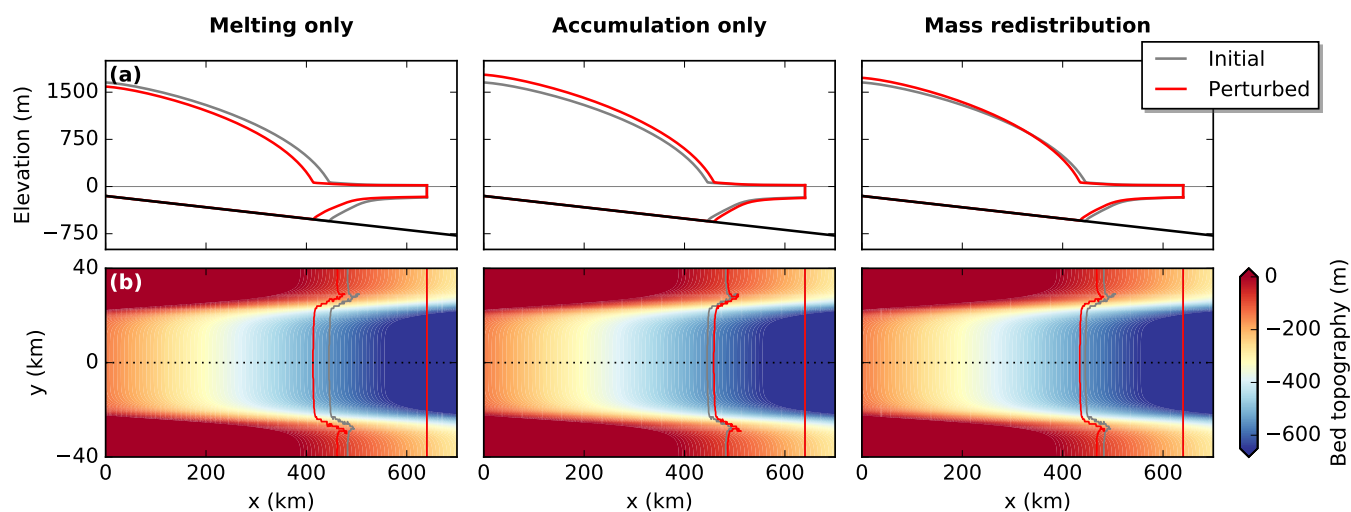 Melting only
Accumulation only
Mass redistribution
(a)
Initial
Perturbed
Elevation (m)
1500
750
0
−750
(b)
y (km)
40
0
−40
0 200 400 600
0 200 400 600
0 200 400 600
x (km)
x (km)
x (km)
0
−200
−400
−600
Bed topography (m)